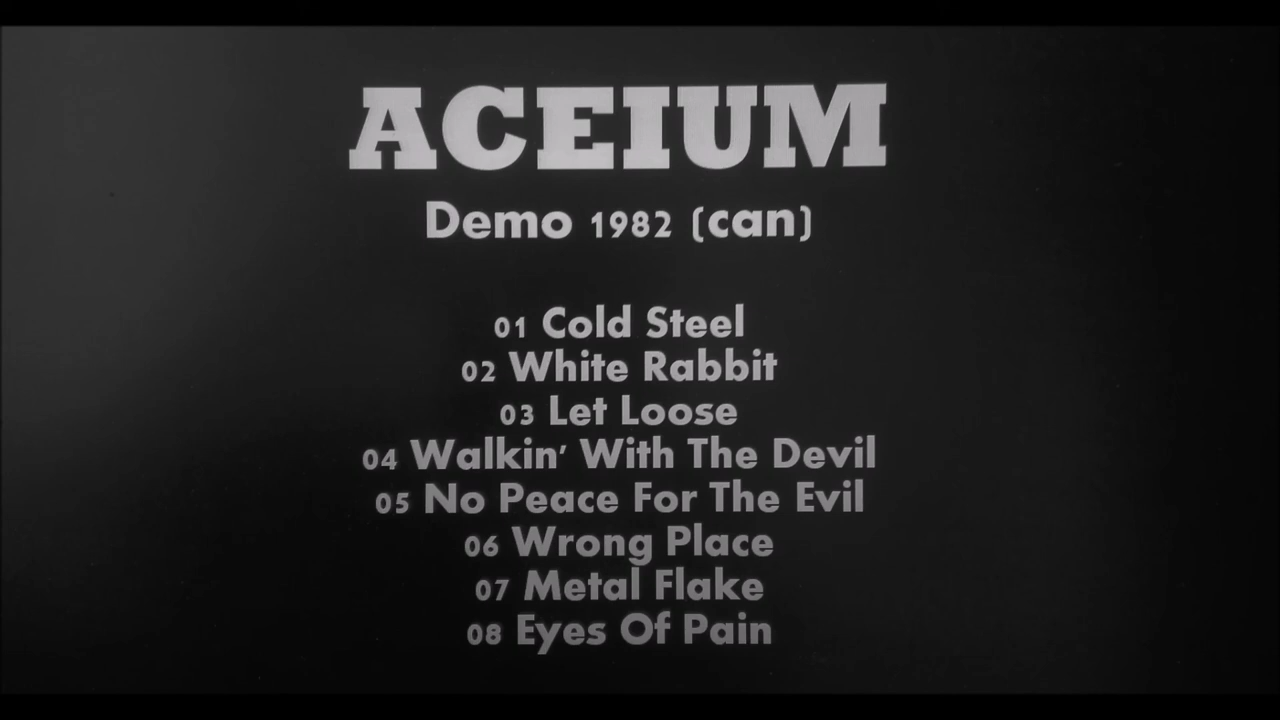 ACEIUM
Demo 1982 (can)
01 Cold Steel
02 White Rabbit
03 Let Loose
04 Walkin' With The Devil
05 No Peace For The Evil
06 Wrong Place
07 Metal Flake
08 Eyes Of Pain